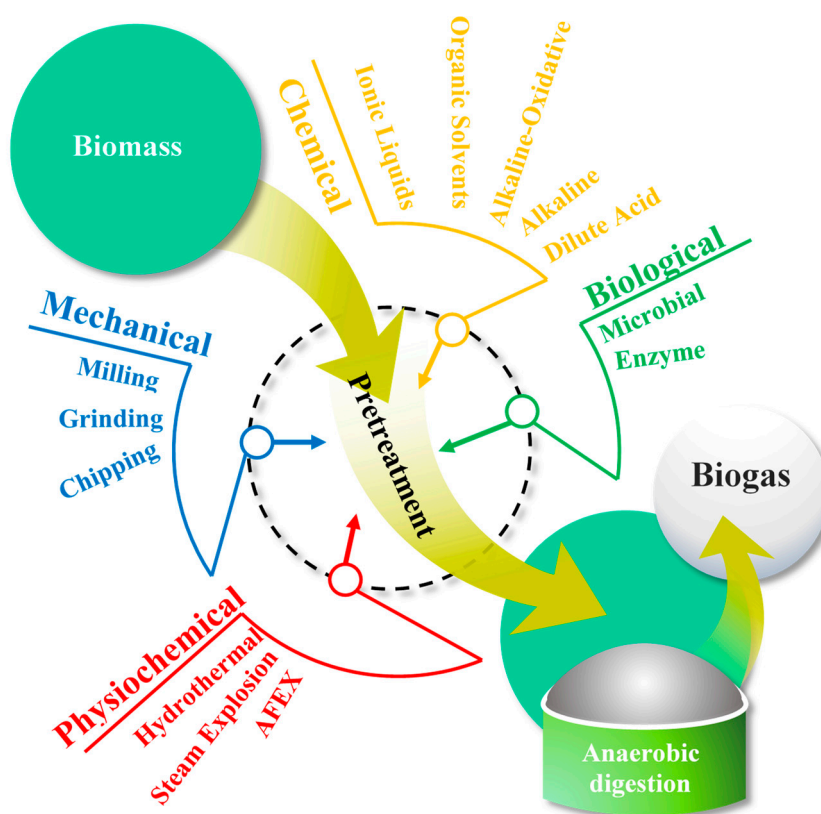 Biomass
Chemical
Ionic Liquids
Organic Solvents
Alkaline-Oxidative
Alkaline
Dilute Acid
Biological
Microbial
Enzyme
Mechanical
Milling
Grinding
Chipping
Pretreatment
Biogas
Physiochemical
Hydrothermal
Steam Explosion
AFEX
Anaerobic
digestion